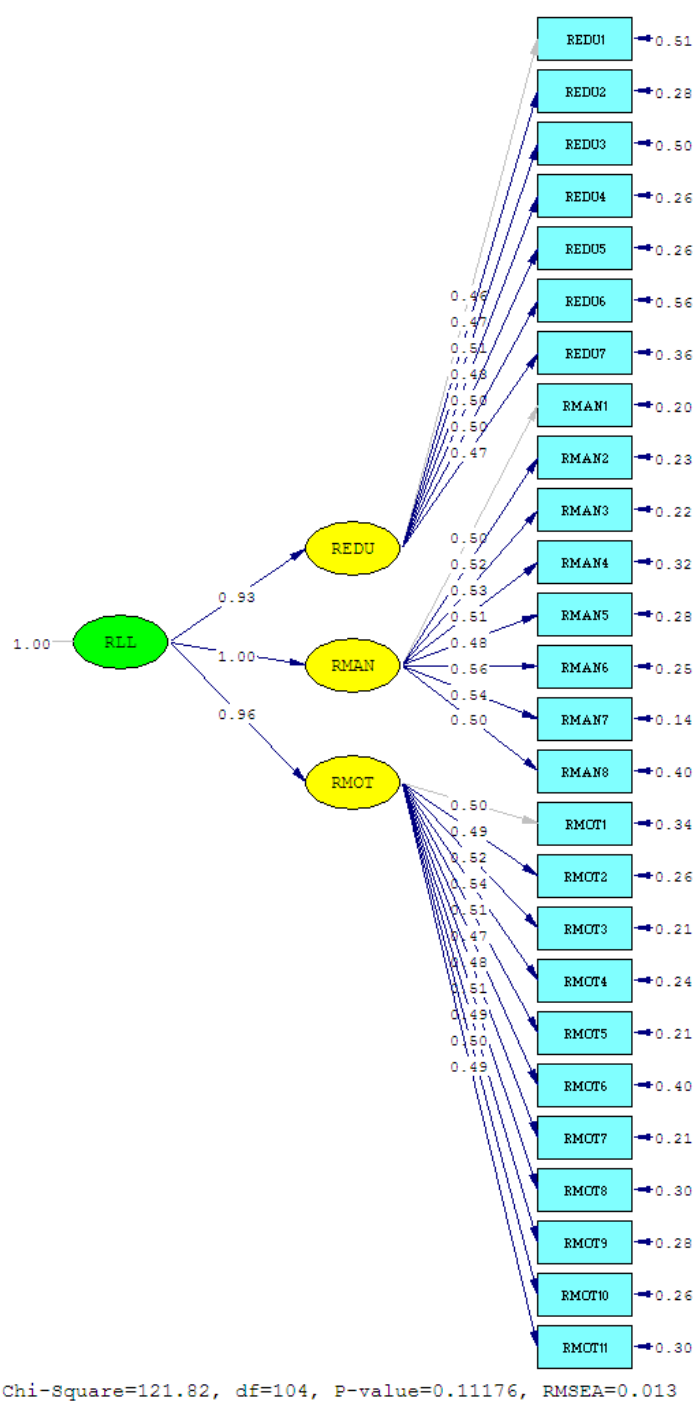 REDU1 0.51
REDU2 0.28
REDU3 0.50
REDU4 0.26
REDU5 0.26
REDU6 0.56
REDU7 0.36
RMAN1 0.20
RMAN2 0.23
RMAN3 0.22
RMAN4 0.32
RMAN5 0.28
RMAN6 0.25
RMAN7 0.14
RMAN8 0.40
RMOT1 0.34
RMOT2 0.26
RMOT3 0.21
RMOT4 0.24
RMOT5 0.21
RMOT6 0.40
RMOT7 0.21
RMOT8 0.30
RMOT9 0.28
RMOT10 0.26
RMOT11 0.30
0.46
0.47
0.51
0.48
0.50
0.50
0.47
0.50
0.52
0.53
0.51
0.48
0.56
0.54
0.50
0.50
0.49
0.52
0.54
0.51
0.47
0.48
0.51
0.49
0.50
0.49
REDU
RMAN
RMOT
0.93
1.00
0.96
1.00
RLL
Chi-Square=121.82, df=104, P-value=0.11176, RMSEA=0.013